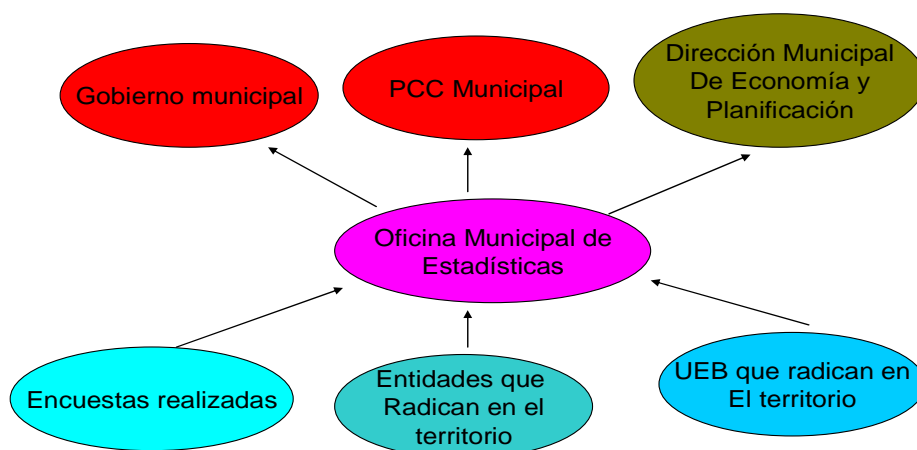 Gobierno municipal
PCC Municipal
Dirección Municipal
De Economía y
Planificación
Oficina Municipal de
Estadísticas
Encuestas realizadas
Entidades que
Radican en el
territorio
UEB que radican en
El territorio